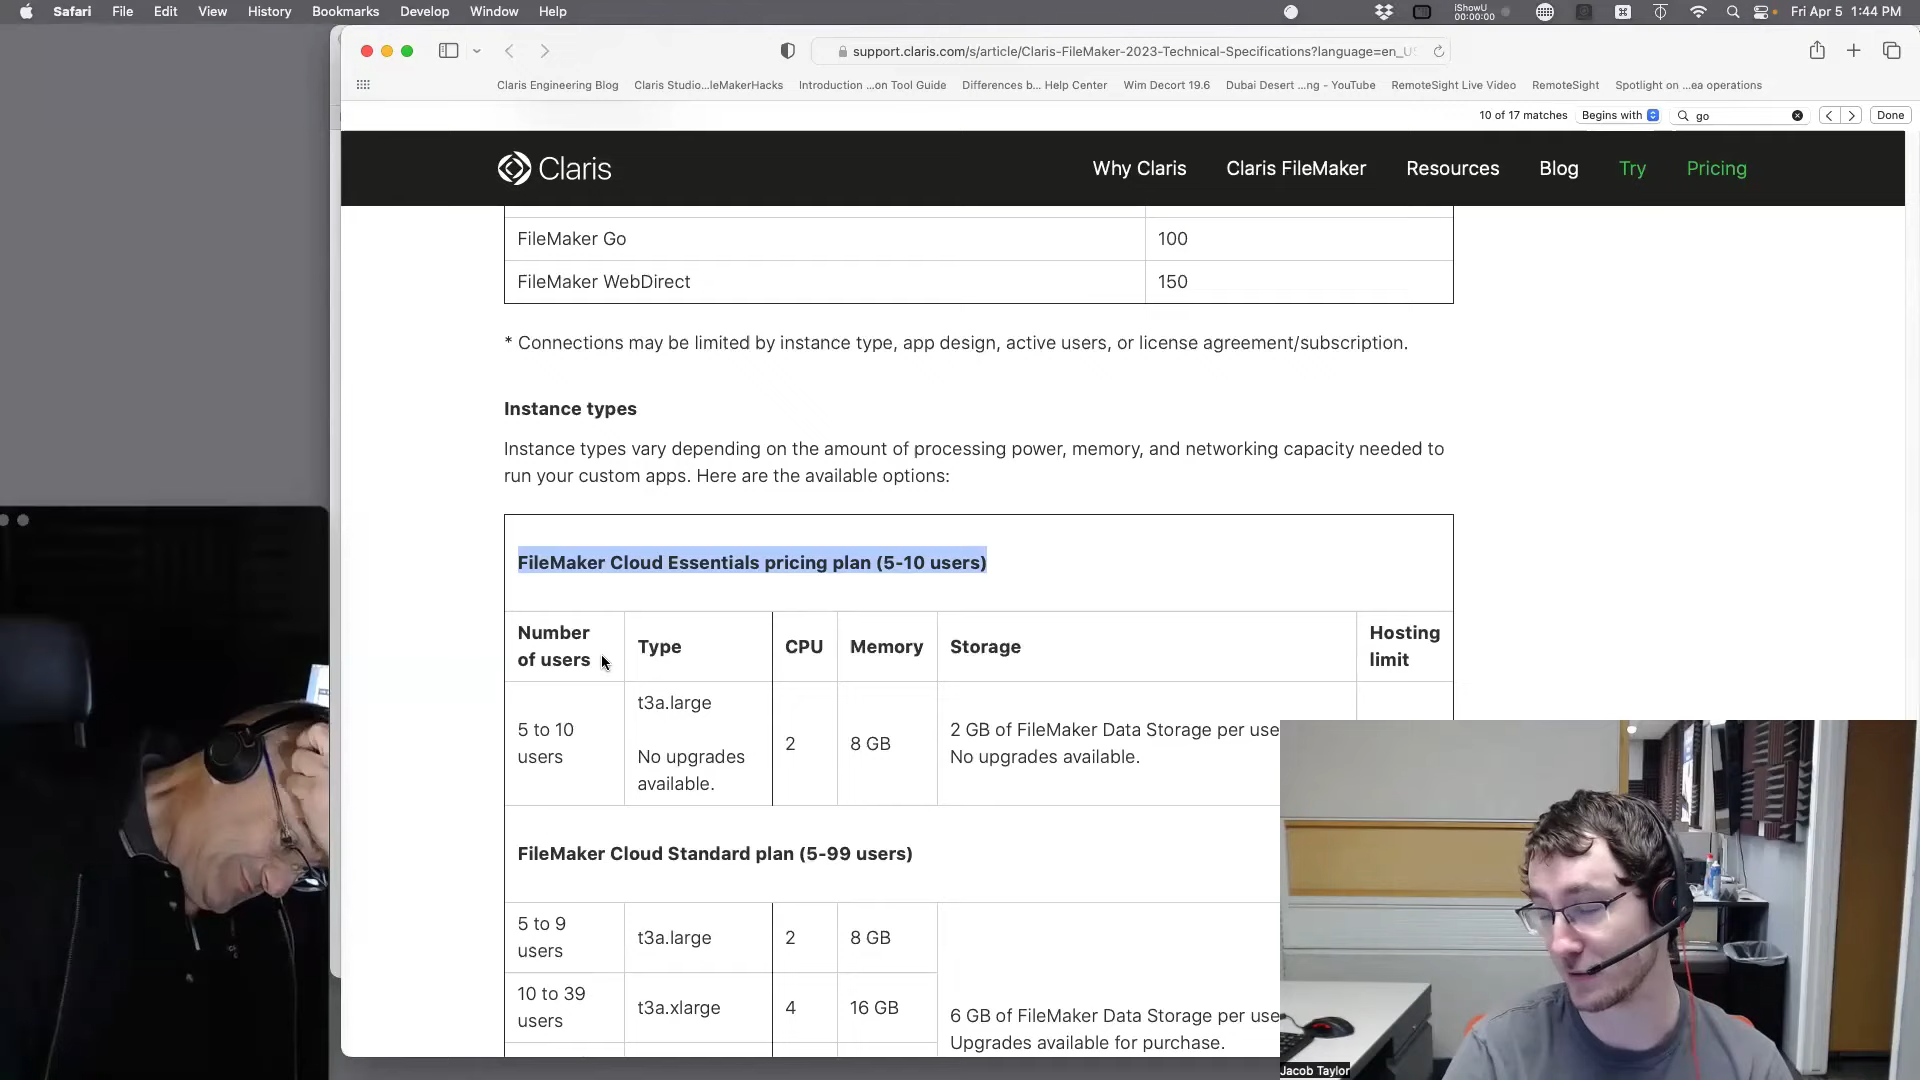 Safari File Edit View History Bookmarks Develop Window Help
iShowU
00:00:00
Fri Apr 5 1:44 PM
support.claris.com/s/article/Claris-FileMaker-2023-Technical-Specifications?language=en_U
Claris Engineering Blog Claris Studio...leMakerHacks Introduction ...on Tool Guide Differences b... Help Center Wim Decort 19.6 Dubai Desert ...ng - YouTube RemoteSight Live Video RemoteSight Spotlight on ...ea operations
10 of 17 matches Begins with go Done
Claris Why Claris Claris FileMaker Resources Blog Try Pricing
FileMaker Go 100
FileMaker WebDirect 150
* Connections may be limited by instance type, app design, active users, or license agreement/subscription.
Instance types
Instance types vary depending on the amount of processing power, memory, and networking capacity needed to
run your custom apps. Here are the available options:
FileMaker Cloud Essentials pricing plan (5-10 users)
Number
of users
Type
CPU
Memory
Storage
Hosting
limit
5 to 10
users
t3a.large
No upgrades
available.
2
8 GB
2 GB of FileMaker Data Storage per use
No upgrades available.
FileMaker Cloud Standard plan (5-99 users)
5 to 9
users
t3a.large
2
8 GB
10 to 39
users
t3a.xlarge
4
16 GB
6 GB of FileMaker Data Storage per use
Upgrades available for purchase.
Jacob Taylor